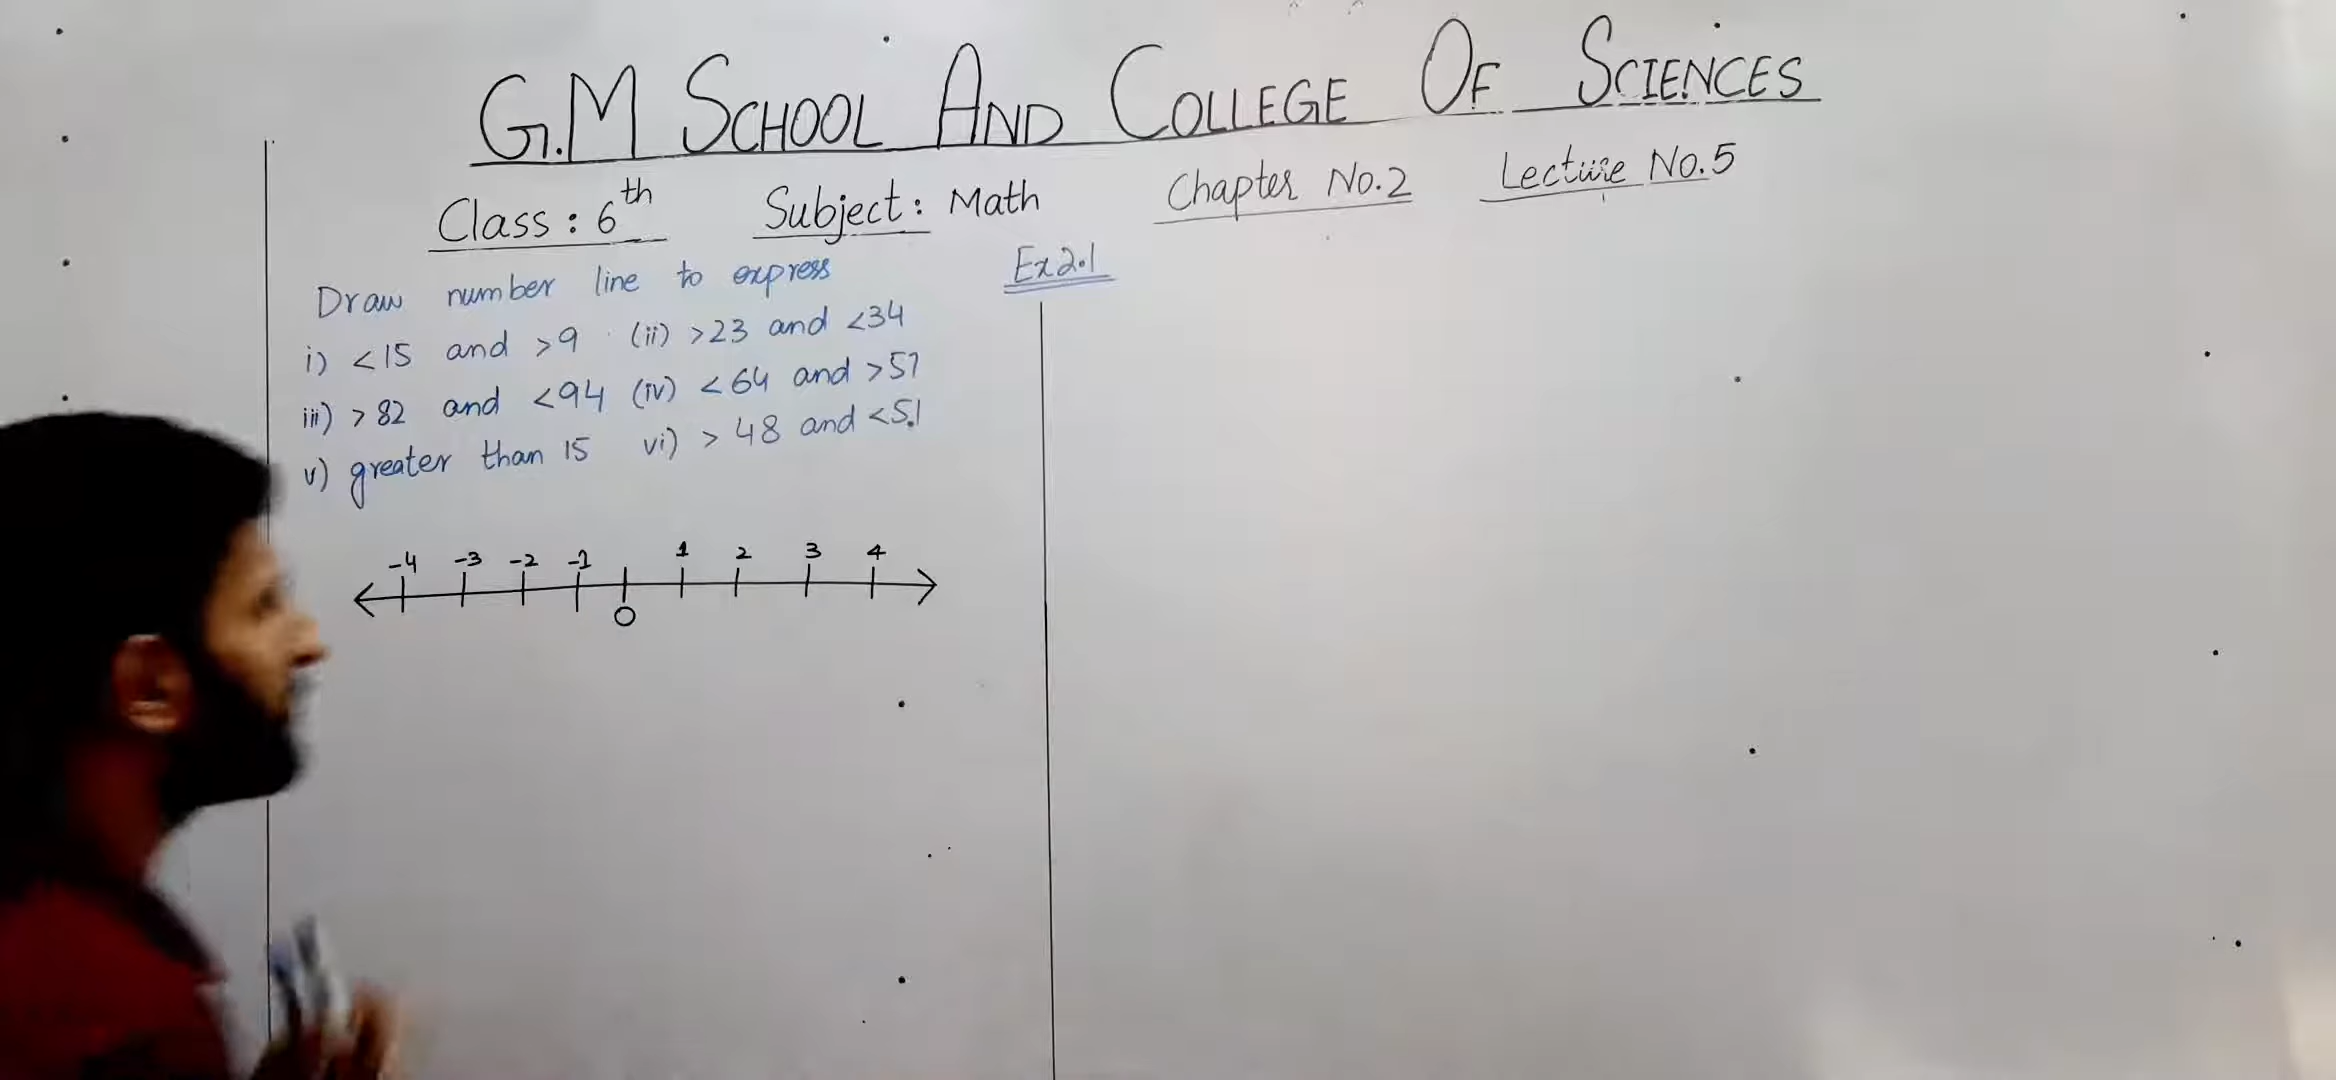 G.M SCHOOL AND COLLEGE OF SCIENCES
Class: 6th Subject: Math Chapter No.2 Lecture No.5
Ex 2.1
Draw number line to express
i) <15 and >9 (ii) >23 and <34
iii) >82 and <94 (iv) <64 and >57
v) greater than 15 vi) >48 and <51
-4 -3 -2 -1 1 2 3 4
0